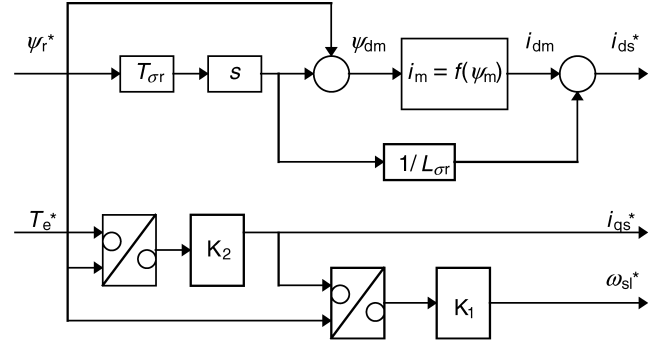 ψr* ψdm idm ids*
Tσr s im = f(ψm)
1/Lσr
Te* iqs*
K2
ωsl*
K1